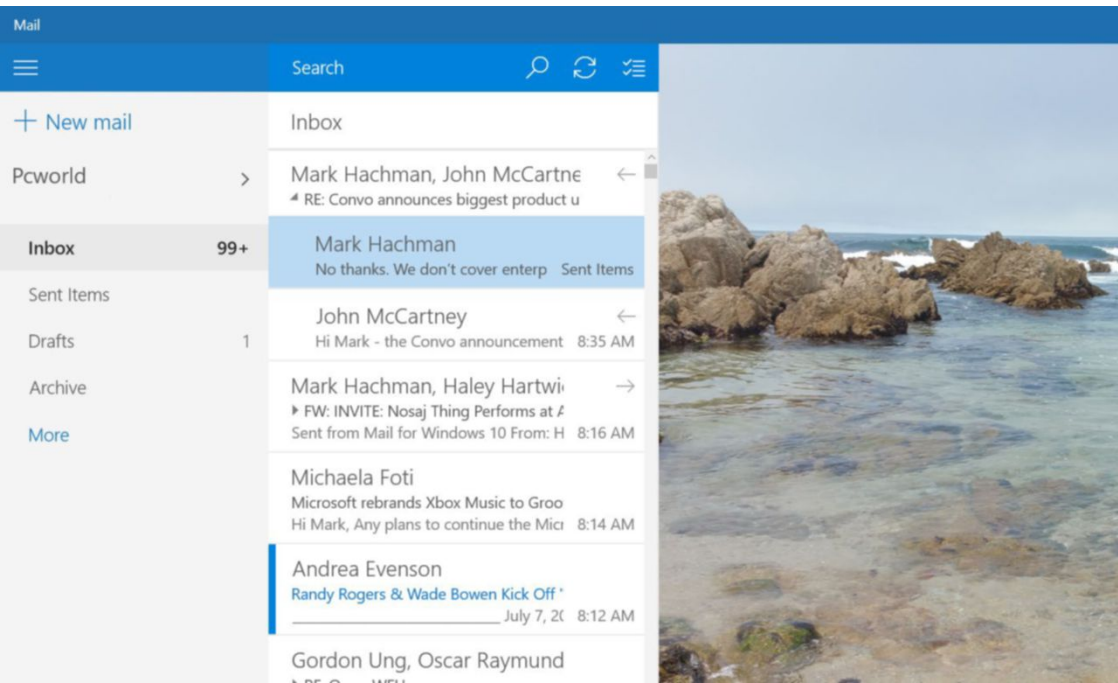 Mail
Search
+ New mail
Inbox
Pcworld
Inbox 99+
Sent Items
Drafts 1
Archive
More
Mark Hachman, John McCartne
RE: Convo announces biggest product u
Mark Hachman
No thanks. We don't cover enterp Sent Items
John McCartney
Hi Mark - the Convo announcement 8:35 AM
Mark Hachman, Haley Hartwi
FW: INVITE: Nosaj Thing Performs at
Sent from Mail for Windows 10 From: H 8:16 AM
Michaela Foti
Microsoft rebrands Xbox Music to Groo
Hi Mark, Any plans to continue the Mic 8:14 AM
Andrea Evenson
Randy Rogers & Wade Bowen Kick Off "
July 7, 20 8:12 AM
Gordon Ung, Oscar Raymund